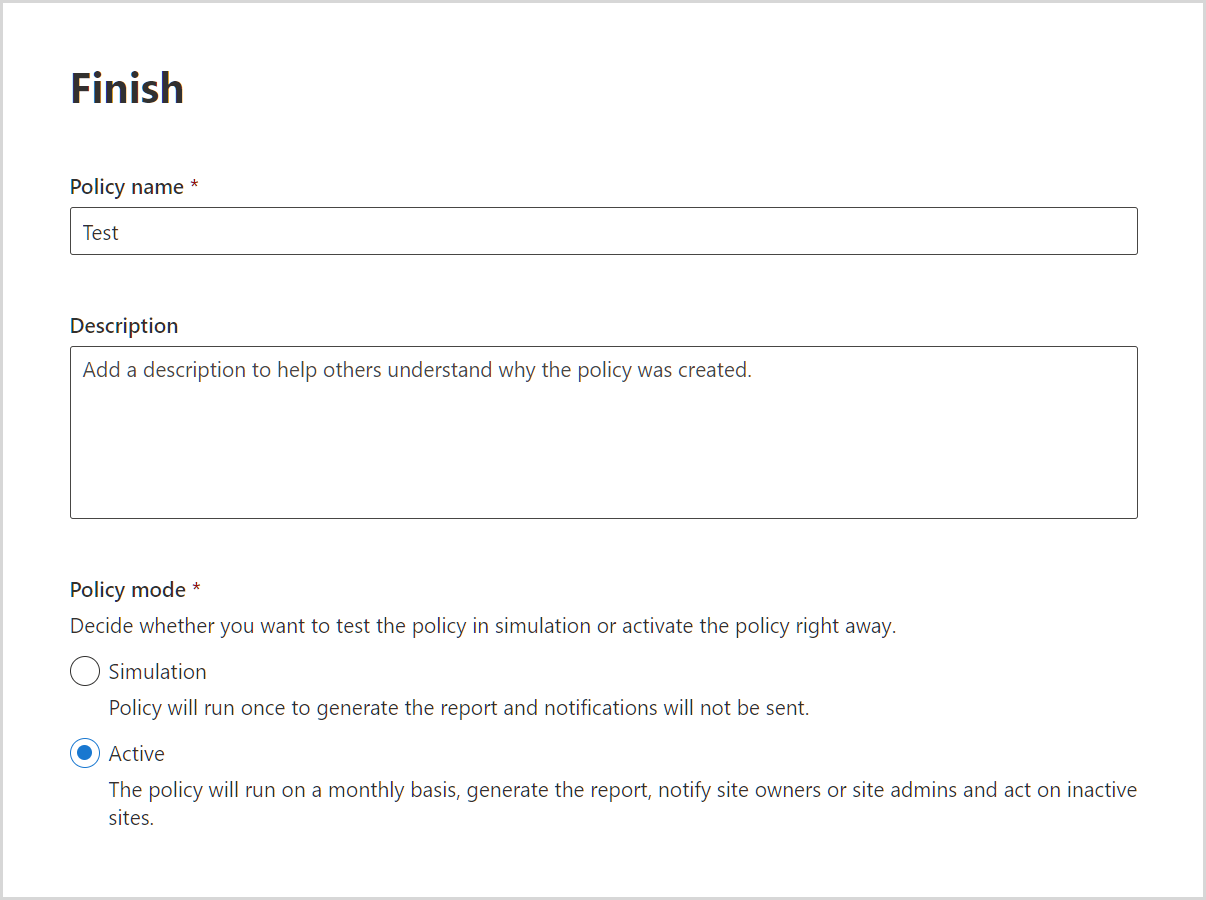 Finish
Policy name *
Test
Description
Add a description to help others understand why the policy was created.
Policy mode *
Decide whether you want to test the policy in simulation or activate the policy right away.
Simulation
Policy will run once to generate the report and notifications will not be sent.
Active
The policy will run on a monthly basis, generate the report, notify site owners or site admins and act on inactive
sites.